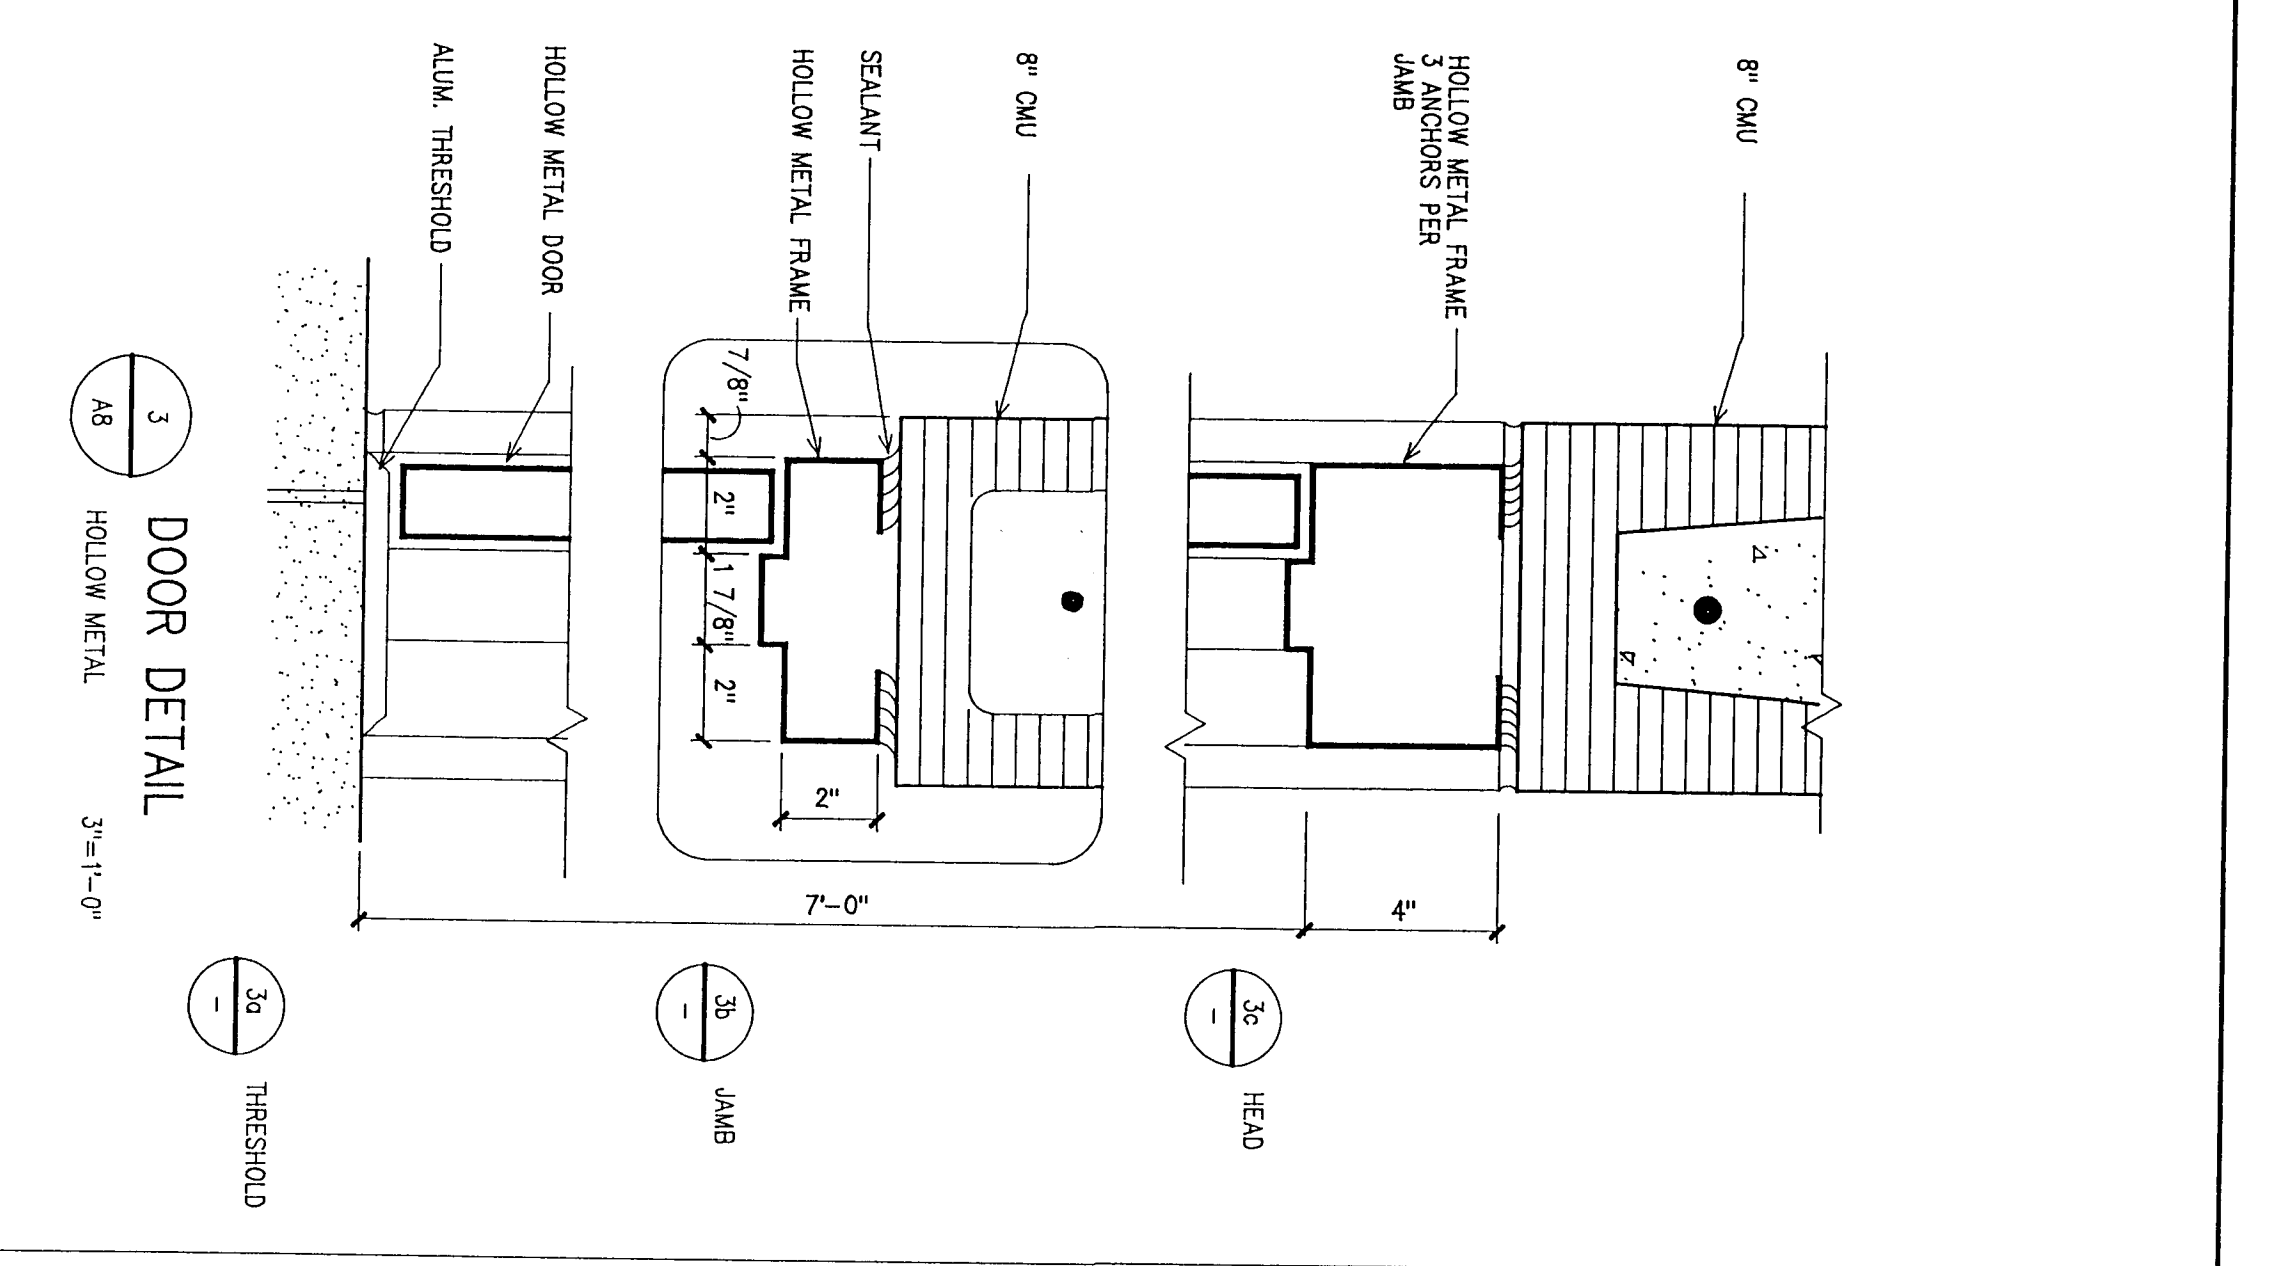 8" CMU
HOLLOW METAL FRAME
3 ANCHORS PER
JAMB
4"
3c
-
HEAD
8" CMU
SEALANT
HOLLOW METAL FRAME
7/8"
2"
1 7/8"
2"
2"
7'-0"
3b
-
JAMB
HOLLOW METAL DOOR
ALUM. THRESHOLD
3a
-
THRESHOLD
3
A8
DOOR DETAIL
HOLLOW METAL 3"=1'-0"